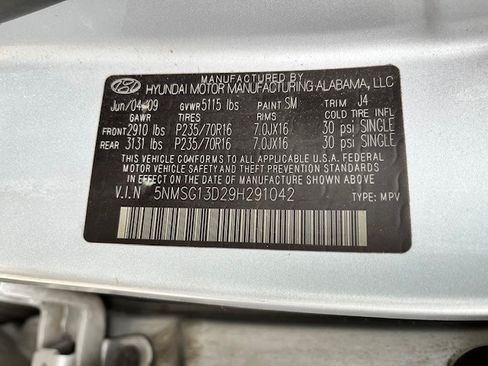 MANUFACTURED BY
HYUNDAI MOTOR MANUFACTURING ALABAMA, LLC
Jun/04/09 GVWR 5115 lbs PAINT SM TRIM J4
GAWR TIRES RIMS COLD TIRE INFL
FRONT 2910 lbs P235/70R16 7.0JX16 30 psi SINGLE
REAR 3131 lbs P235/70R16 7.0JX16 30 psi SINGLE
THIS VEHICLE CONFORMS TO ALL APPLICABLE U.S.A. FEDERAL
MOTOR VEHICLE SAFETY AND THEFT PREVENTION STANDARDS IN
EFFECT ON THE DATE OF MANUFACTURE SHOWN ABOVE.
V.I.N 5NMSG13D29H291042 TYPE: MPV